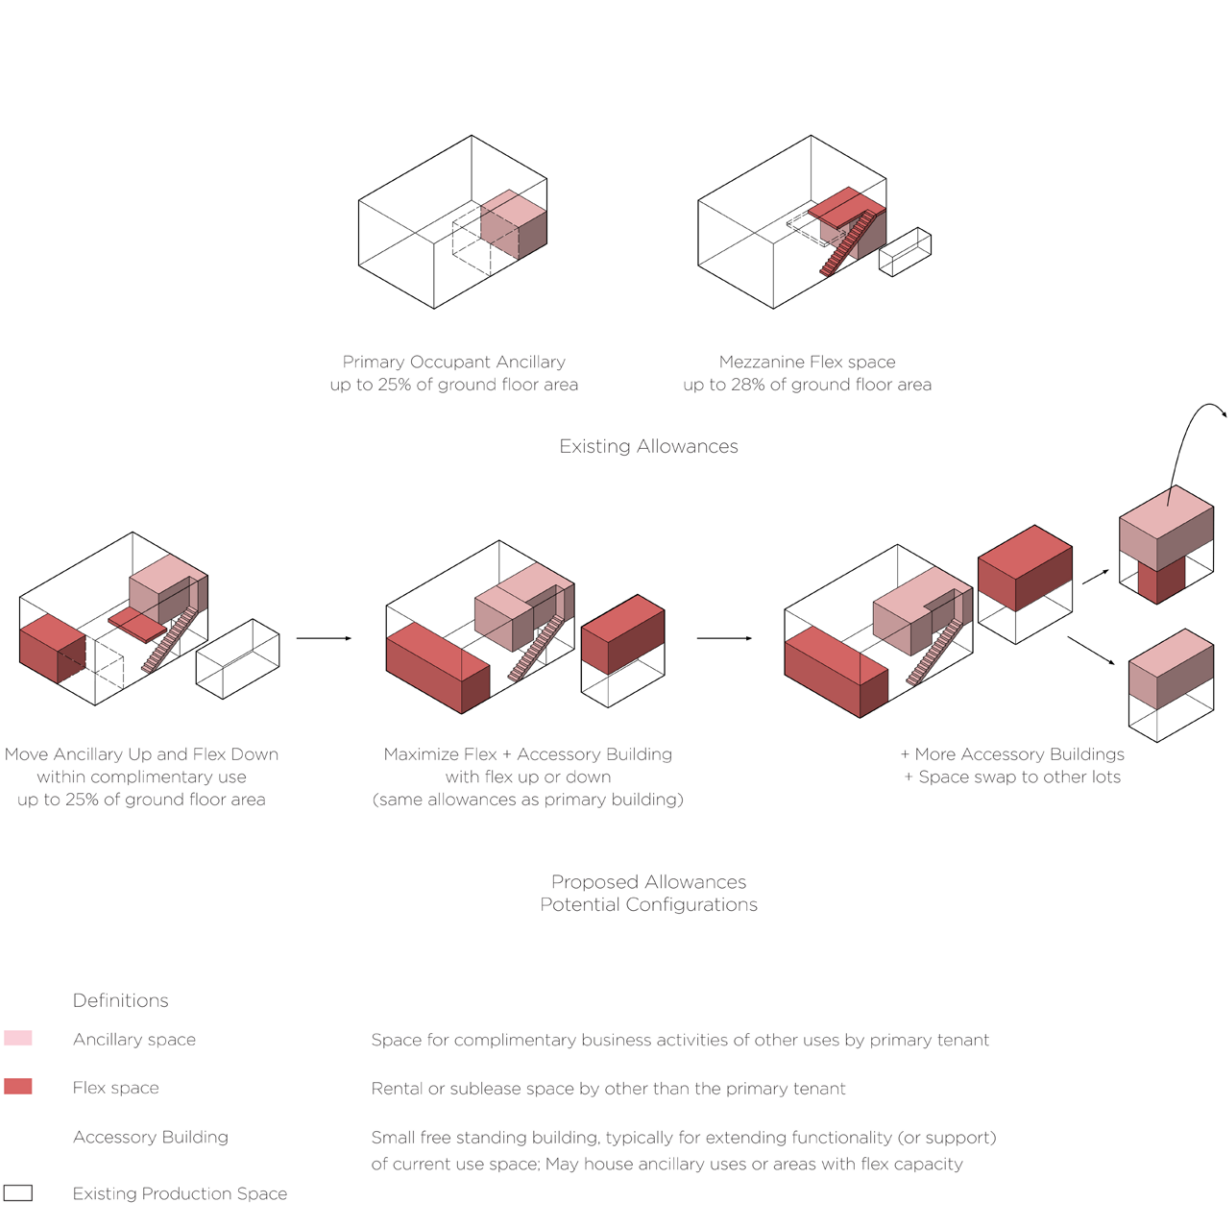 Primary Occupant Ancillary
up to 25% of ground floor area
Mezzanine Flex space
up to 28% of ground floor area
Existing Allowances
Move Ancillary Up and Flex Down
within complimentary use
up to 25% of ground floor area
Maximize Flex + Accessory Building
with flex up or down
(same allowances as primary building)
+ More Accessory Buildings
+ Space swap to other lots
Proposed Allowances
Potential Configurations
Definitions
Ancillary space
Space for complimentary business activities of other uses by primary tenant
Flex space
Rental or sublease space by other than the primary tenant
Accessory Building
Small free standing building, typically for extending functionality (or support)
of current use space; May house ancillary uses or areas with flex capacity
Existing Production Space